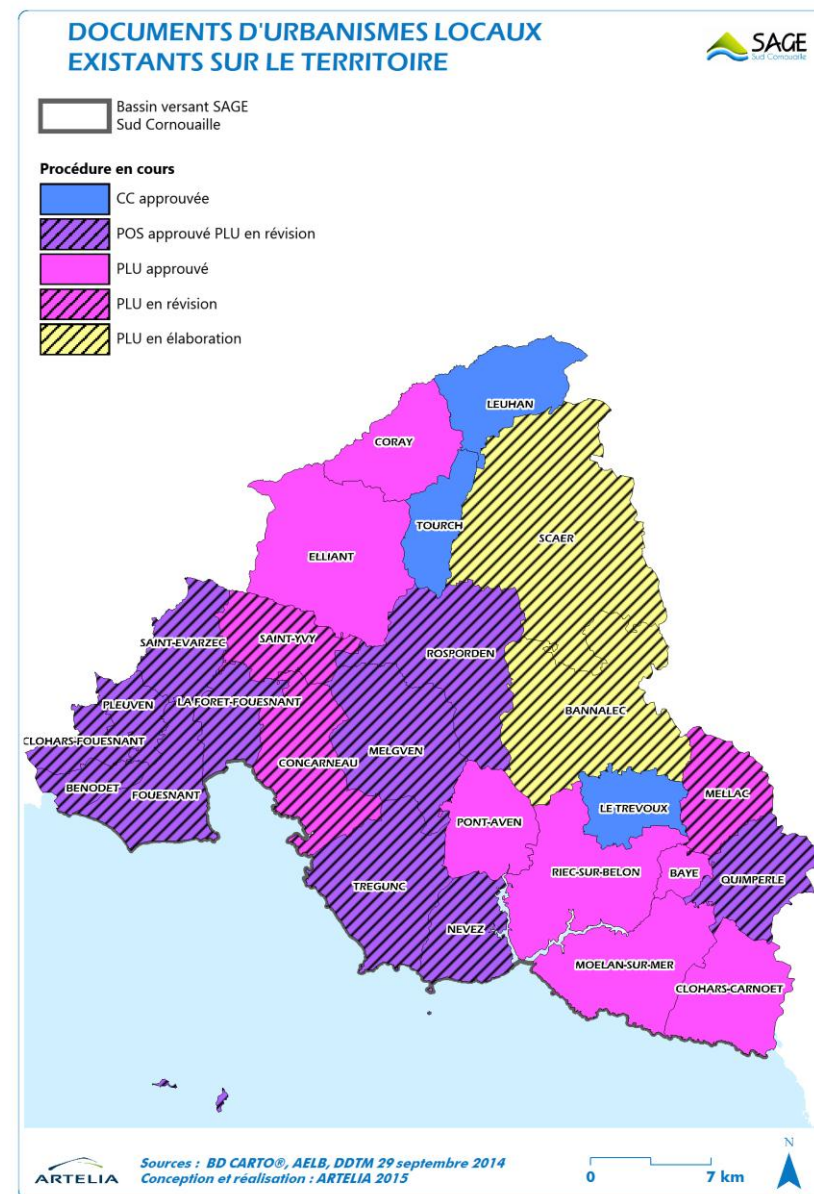 DOCUMENTS D'URBANISMES LOCAUX
EXISTANTS SUR LE TERRITOIRE
SAGE
Sud Cornouaille
Bassin versant SAGE
Sud Cornouaille
Procédure en cours
CC approuvée
POS approuvé PLU en révision
PLU approuvé
PLU en révision
PLU en élaboration
LEUHAN
CORAY
TOURCH
SCAER
ELLIANT
SAINT-EVARZEC
SAINT-YVY
ROSPORDEN
PLEUVEN
LA FORET-FOUESNANT
BANNALEC
CLOHARS-FOUESNANT
MELGVEN
CONCARNEAU
BENODET
FOUESNANT
LE TREVOUX
MELLAC
PONT-AVEN
RIEC-SUR-BELON
BAYE
QUIMPERLE
TREGUNC
NEVEZ
MOELAN-SUR-MER
CLOHARS-CARNOET
ARTELIA
Sources : BD CARTO®, AELB, DDTM 29 septembre 2014
Conception et réalisation : ARTELIA 2015
0 7 km
N